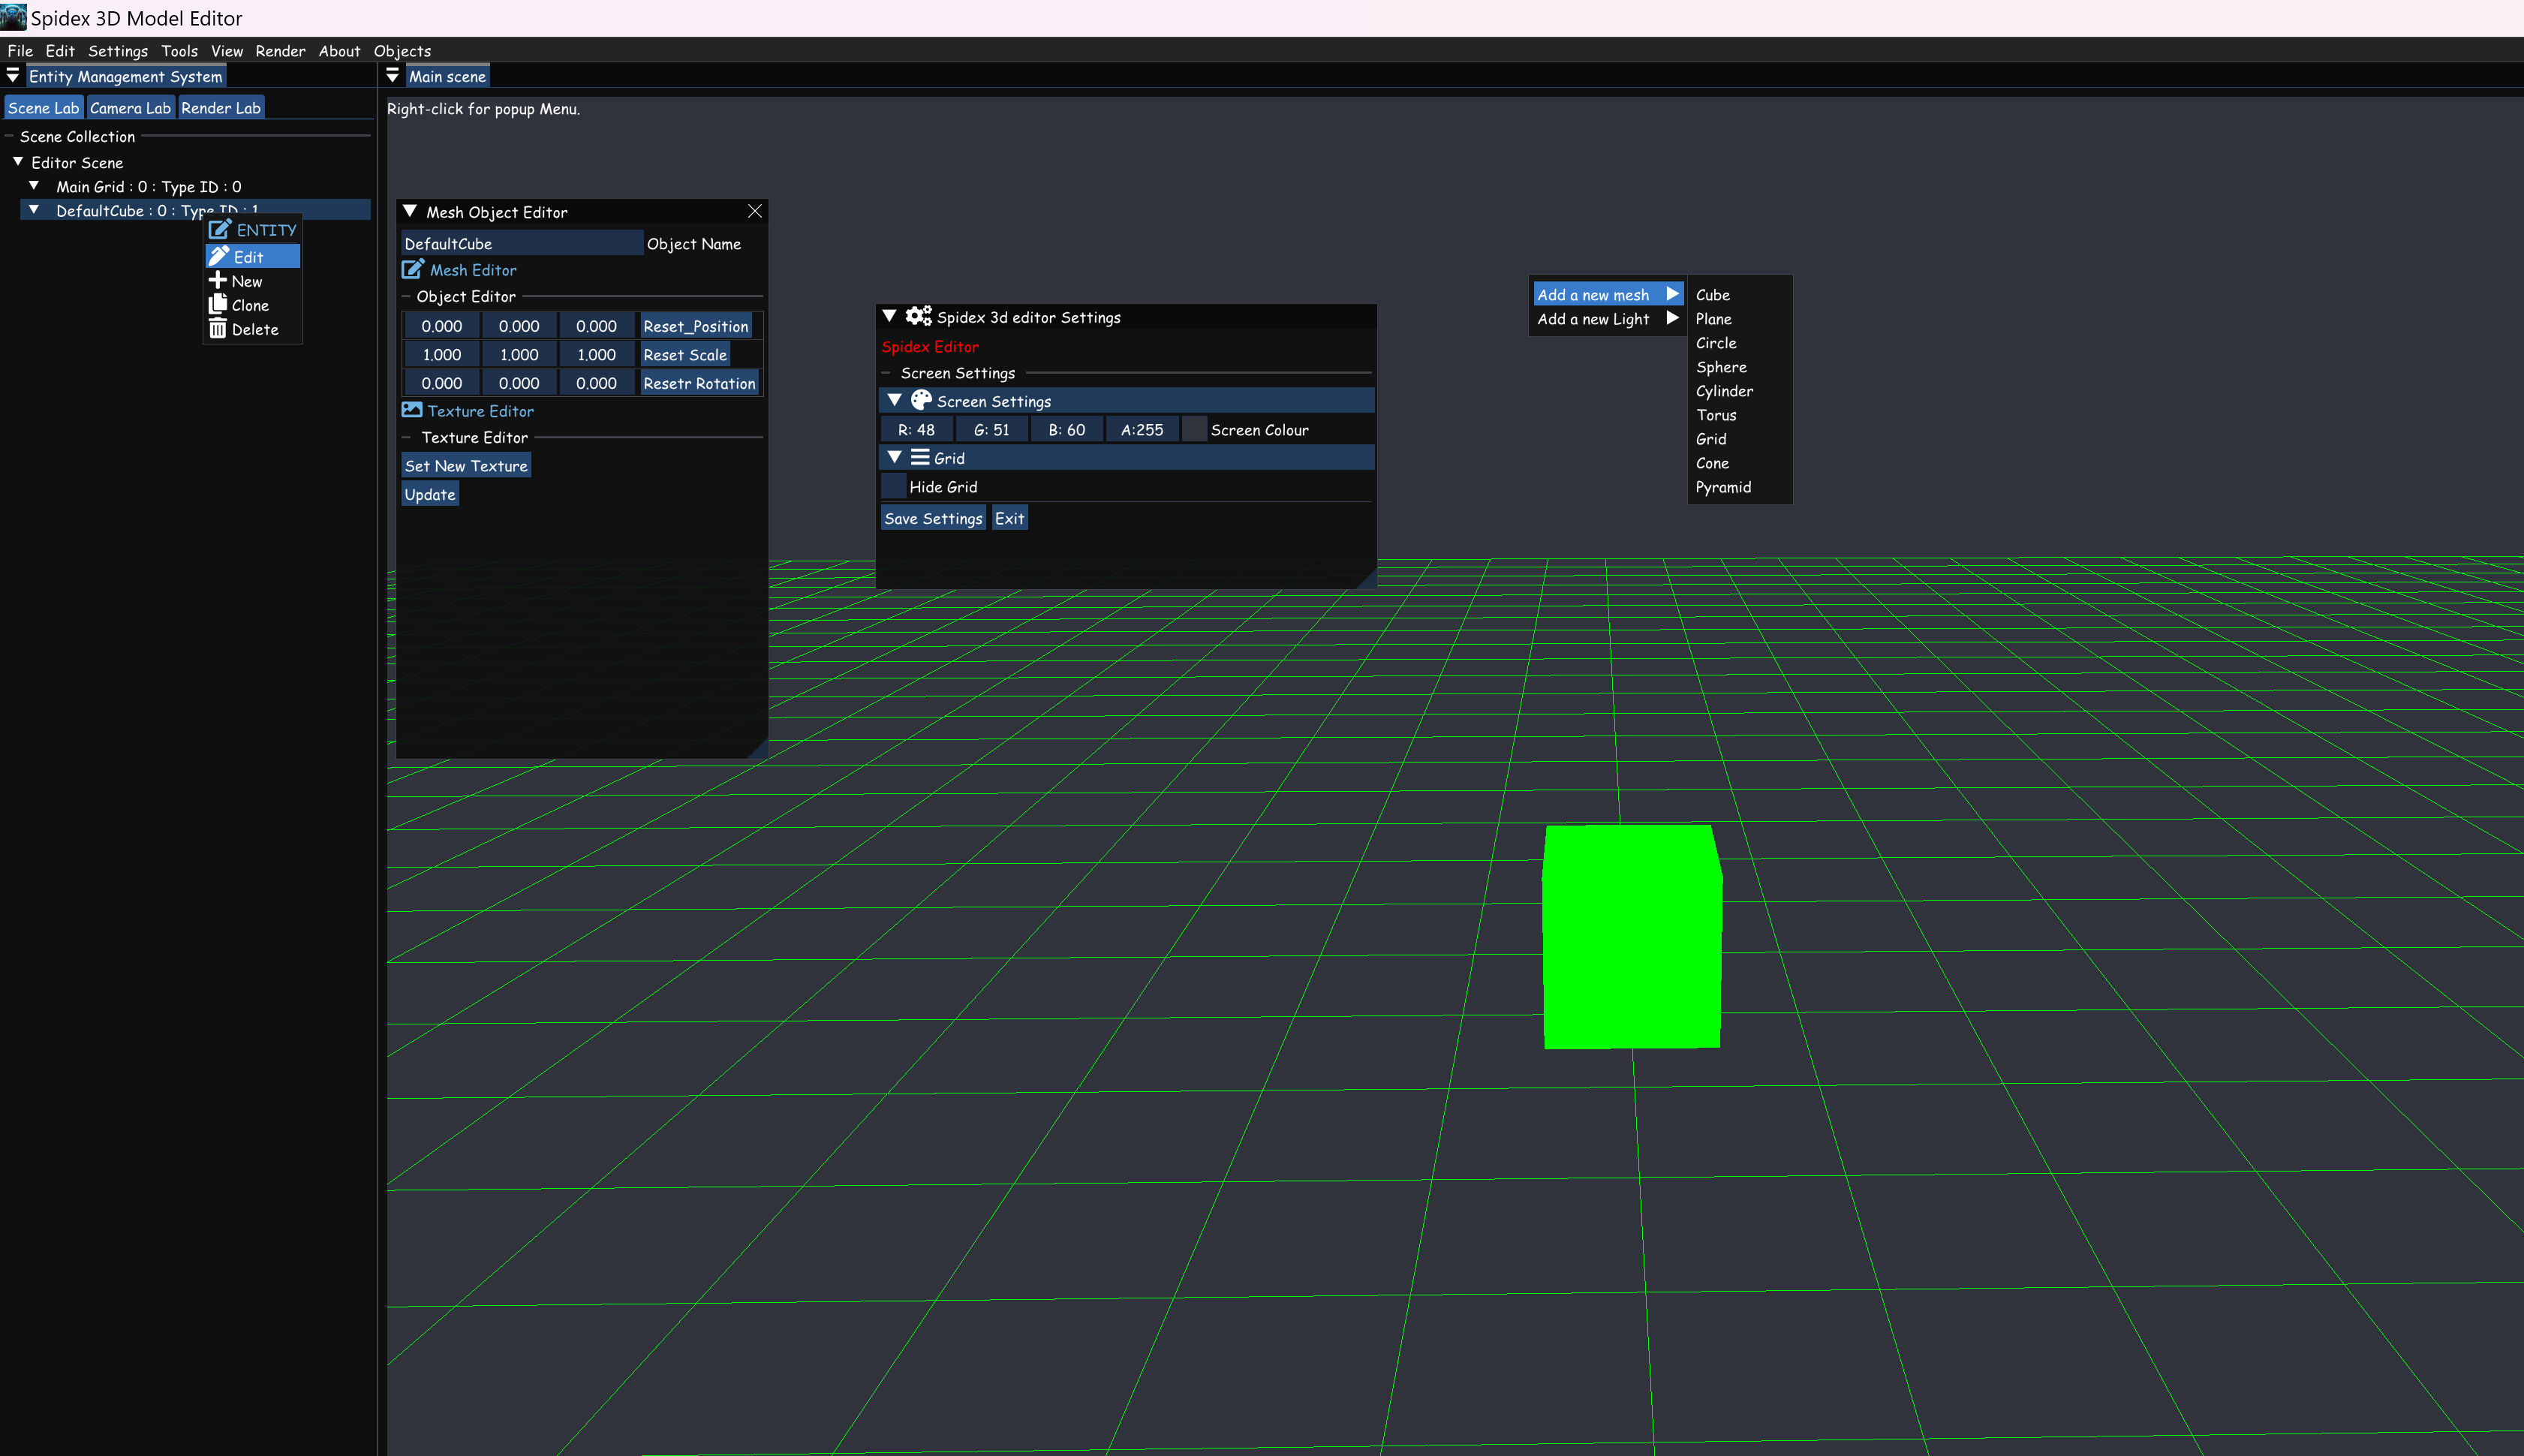 Spidex 3D Model Editor
File Edit Settings Tools View Render About Objects
Entity Management System
Scene Lab Camera Lab Render Lab
Scene Collection
Editor Scene
Main Grid : 0 : Type ID : 0
DefaultCube : 0 : Type ID : 1
ENTITY
Edit
New
Clone
Delete
Main scene
Right-click for popup Menu.
Mesh Object Editor
DefaultCube Object Name
Mesh Editor
Object Editor
0.000 0.000 0.000 Reset_Position
1.000 1.000 1.000 Reset Scale
0.000 0.000 0.000 Resetr Rotation
Texture Editor
Texture Editor
Set New Texture
Update
Spidex 3d editor Settings
Spidex Editor
Screen Settings
Screen Settings
R: 48 G: 51 B: 60 A:255 Screen Colour
Grid
Hide Grid
Save Settings Exit
Add a new mesh
Add a new Light
Cube
Plane
Circle
Sphere
Cylinder
Torus
Grid
Cone
Pyramid